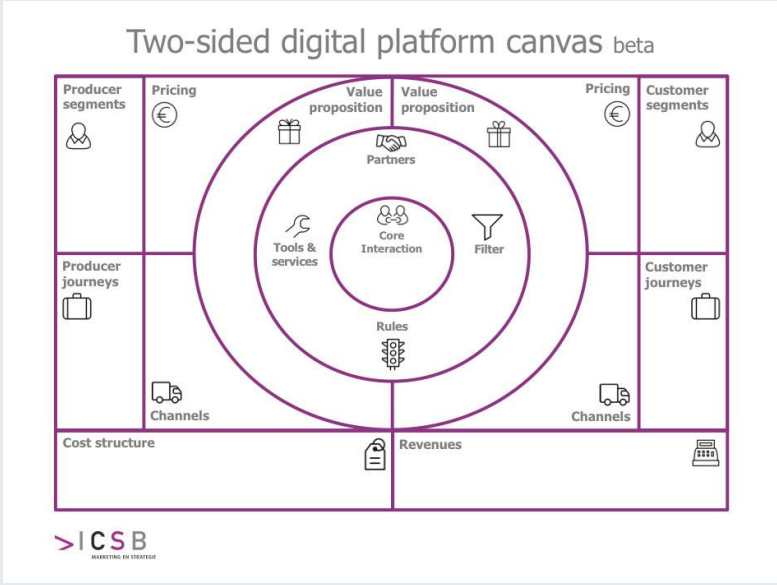 Two-sided digital platform canvas beta
Producer
segments
Pricing
€
Value
proposition
Value
proposition
Pricing
€
Customer
segments
Partners
Tools &
services
Core
Interaction
Filter
Rules
Producer
journeys
Customer
journeys
Channels
Channels
Cost structure
Revenues
>ICSB
MARKETING EN STRATEGIE